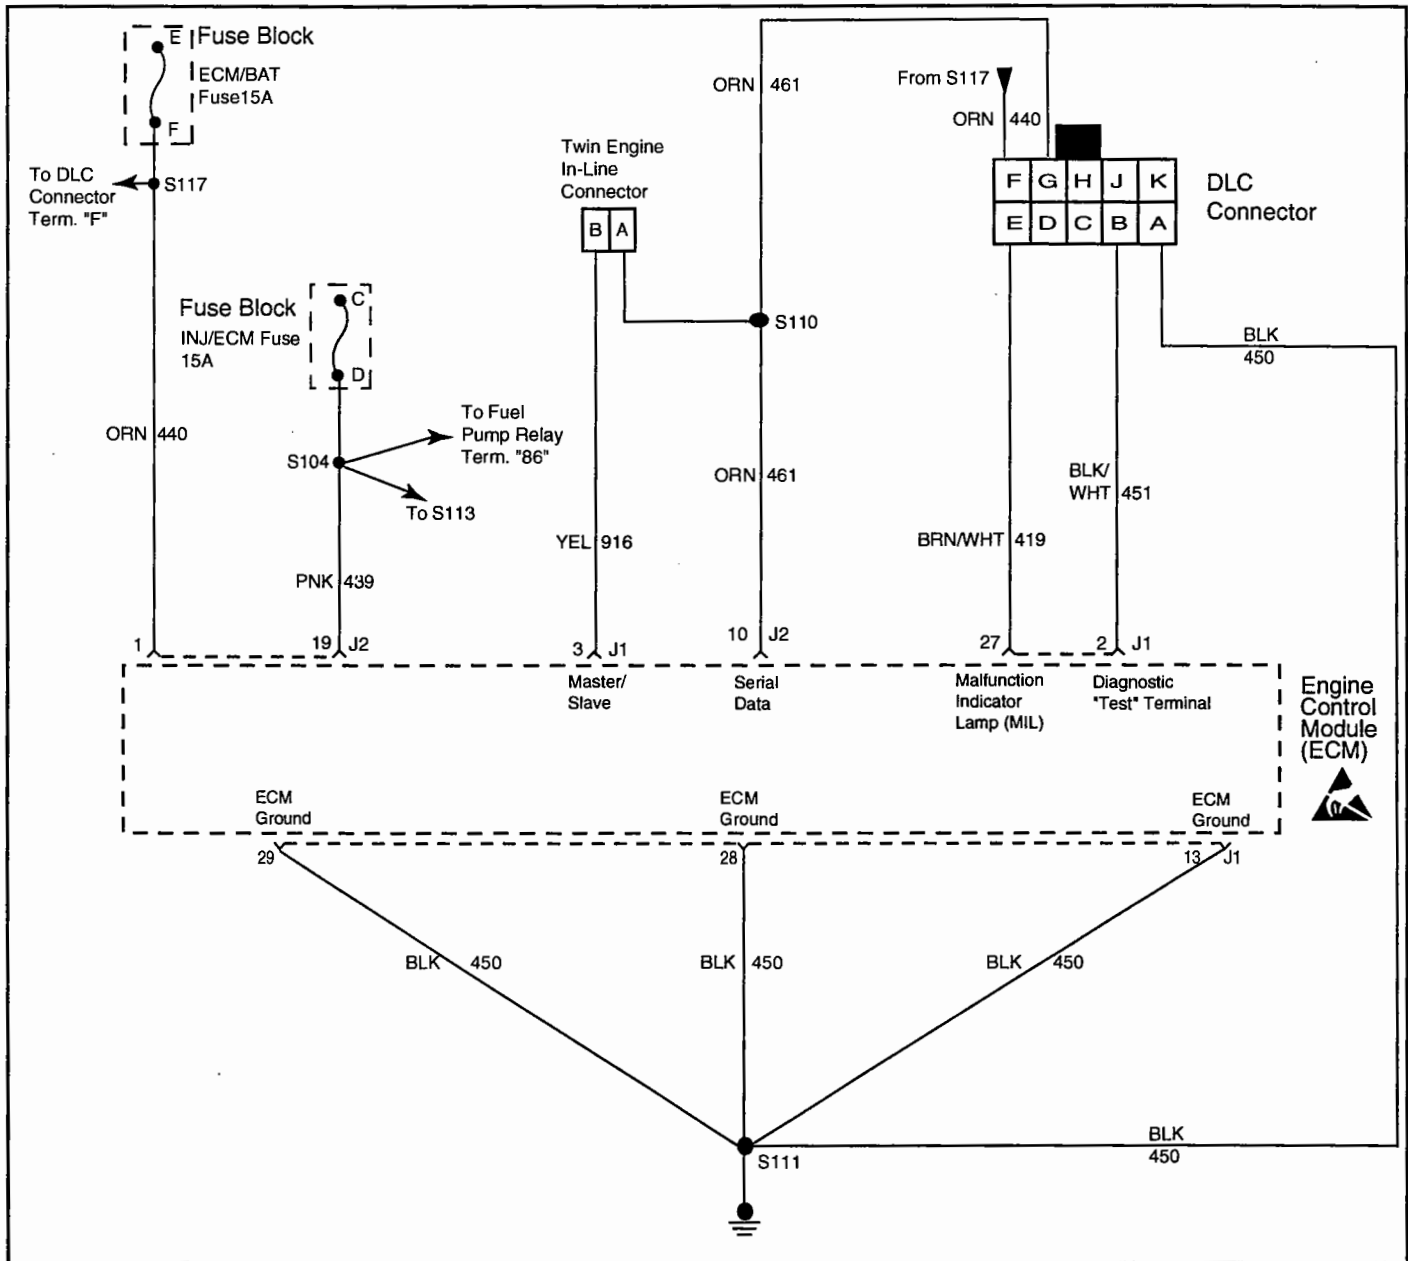 E
Fuse Block
ECM/BAT
Fuse15A
F
To DLC
Connector
Term. "F"
S117
Fuse Block
INJ/ECM Fuse
15A
C
D
ORN 440
S104
To Fuel
Pump Relay
Term. "86"
To S113
PNK 439
Twin Engine
In-Line
Connector
B A
YEL 916
ORN 461
S110
ORN 461
From S117
ORN 440
F G H J K
E D C B A
DLC
Connector
BLK
450
BLK/
WHT 451
BRN/WHT 419
1
19 J2
3 J1
10 J2
27
2 J1
Master/
Slave
Serial
Data
Malfunction
Indicator
Lamp (MIL)
Diagnostic
"Test" Terminal
Engine
Control
Module
(ECM)
ECM
Ground
ECM
Ground
ECM
Ground
29
28
13 J1
BLK 450
BLK 450
BLK 450
S111
BLK
450